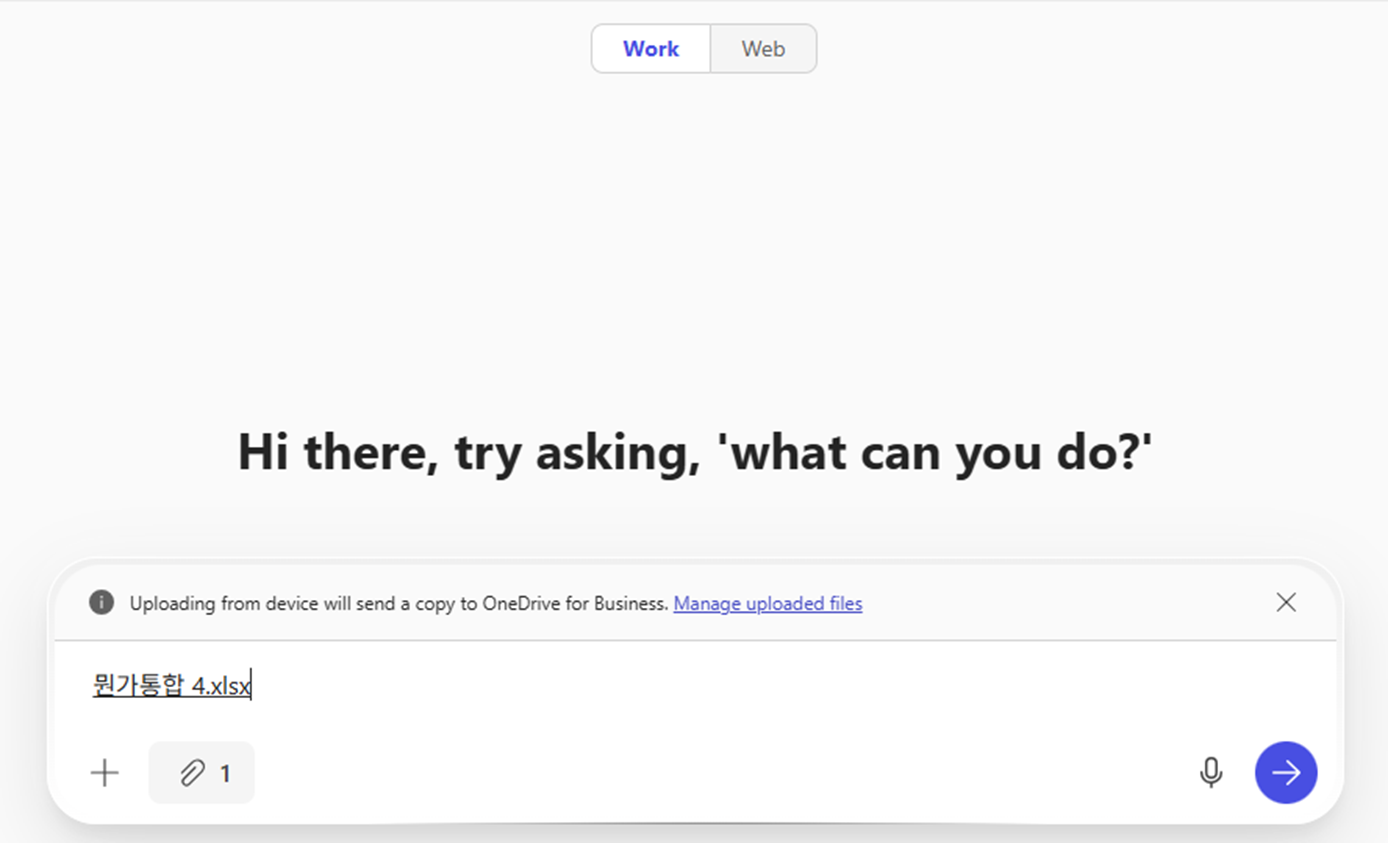 Work Web
Hi there, try asking, 'what can you do?'
Uploading from device will send a copy to OneDrive for Business. Manage uploaded files
뭔가통합 4.xlsx
1